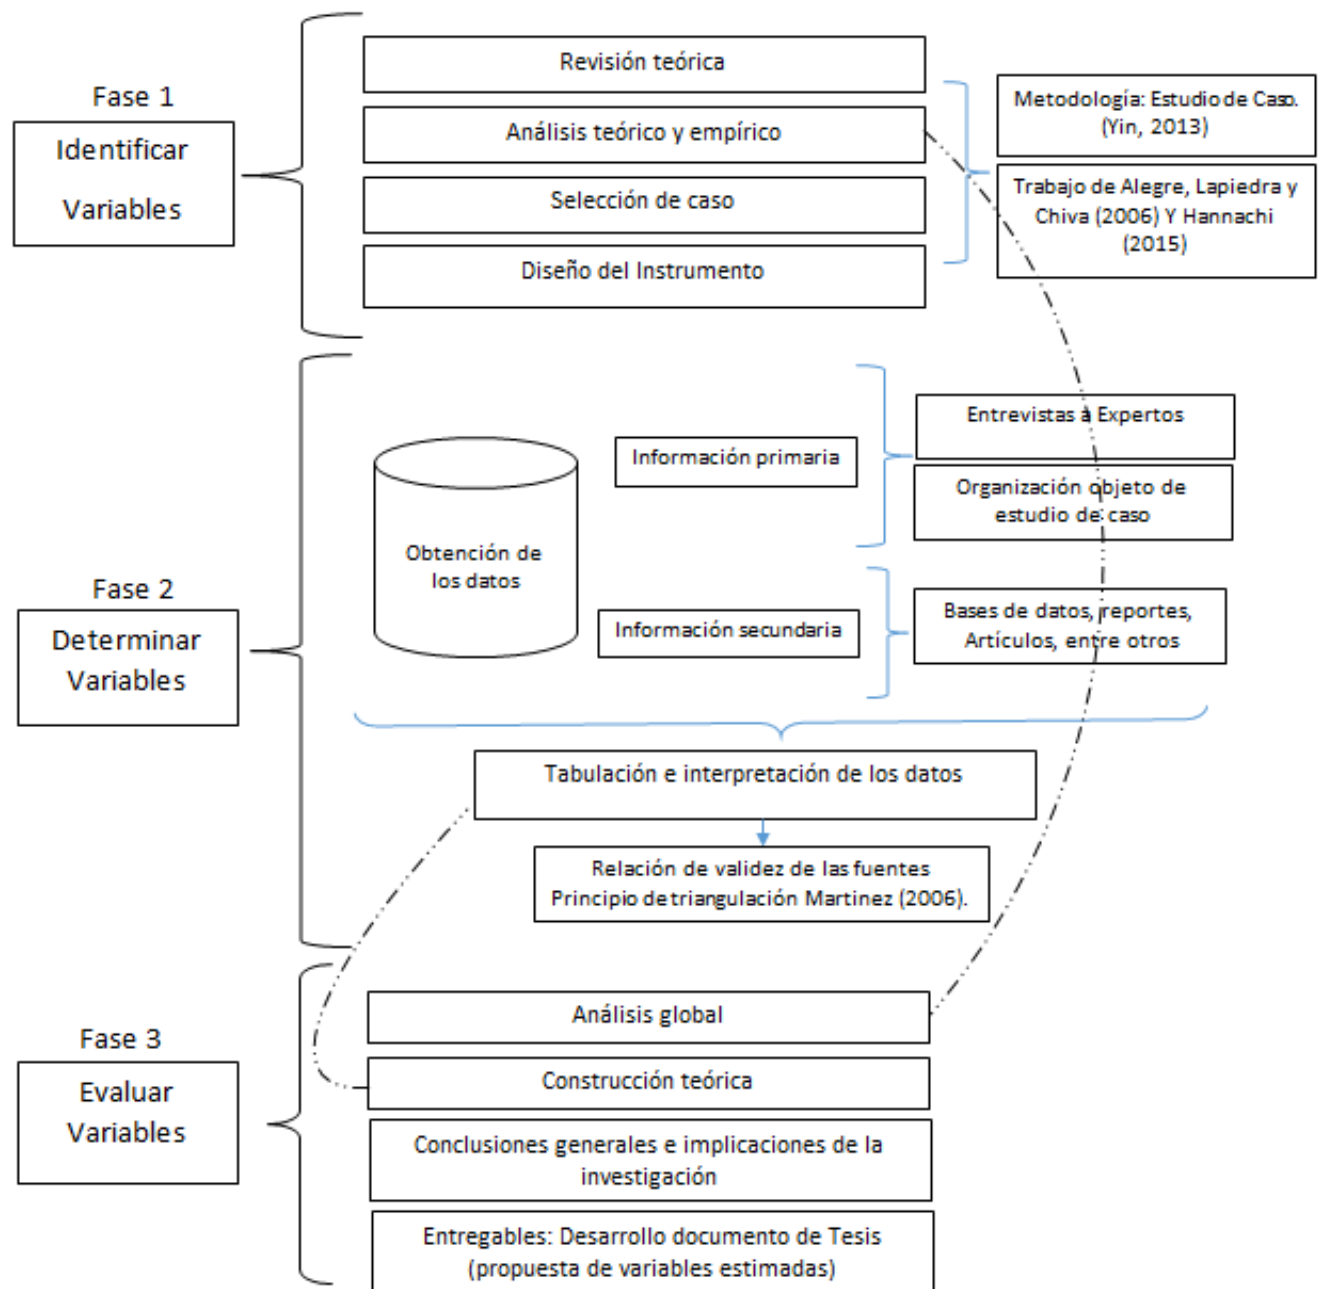 Fase 1
Identificar
Variables
Revisión teórica
Análisis teórico y empírico
Selección de caso
Diseño del Instrumento
Metodología: Estudio de Caso.
(Yin, 2013)
Trabajo de Alegre, Lapiedra y
Chiva (2006) Y Hannachi
(2015)
Fase 2
Determinar
Variables
Obtención de
los datos
Información primaria
Entrevistas a Expertos
Organización objeto de
estudio de caso
Información secundaria
Bases de datos, reportes,
Artículos, entre otros
Tabulación e interpretación de los datos
Relación de validez de las fuentes
Principio de triangulación Martinez (2006).
Fase 3
Evaluar
Variables
Análisis global
Construcción teórica
Conclusiones generales e implicaciones de la
investigación
Entregables: Desarrollo documento de Tesis
(propuesta de variables estimadas)